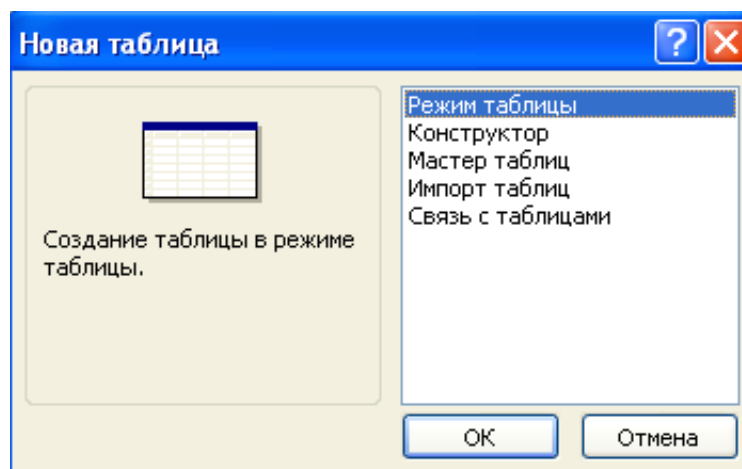 Новая таблица
Режим таблицы
Конструктор
Мастер таблиц
Импорт таблиц
Связь с таблицами
Создание таблицы в режиме
таблицы.
ОК
Отмена